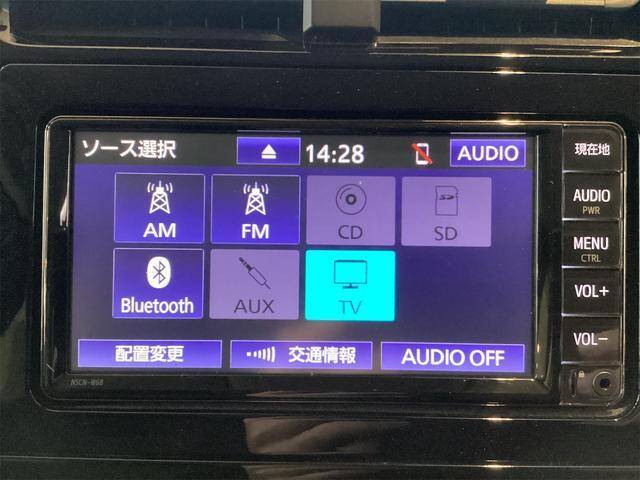 ソース選択 14:28 AUDIO
AM FM CD SD
Bluetooth AUX TV
配置変更 交通情報 AUDIO OFF
NSCN-W68
現在地
AUDIO
PWR
MENU
CTRL
VOL+
VOL-